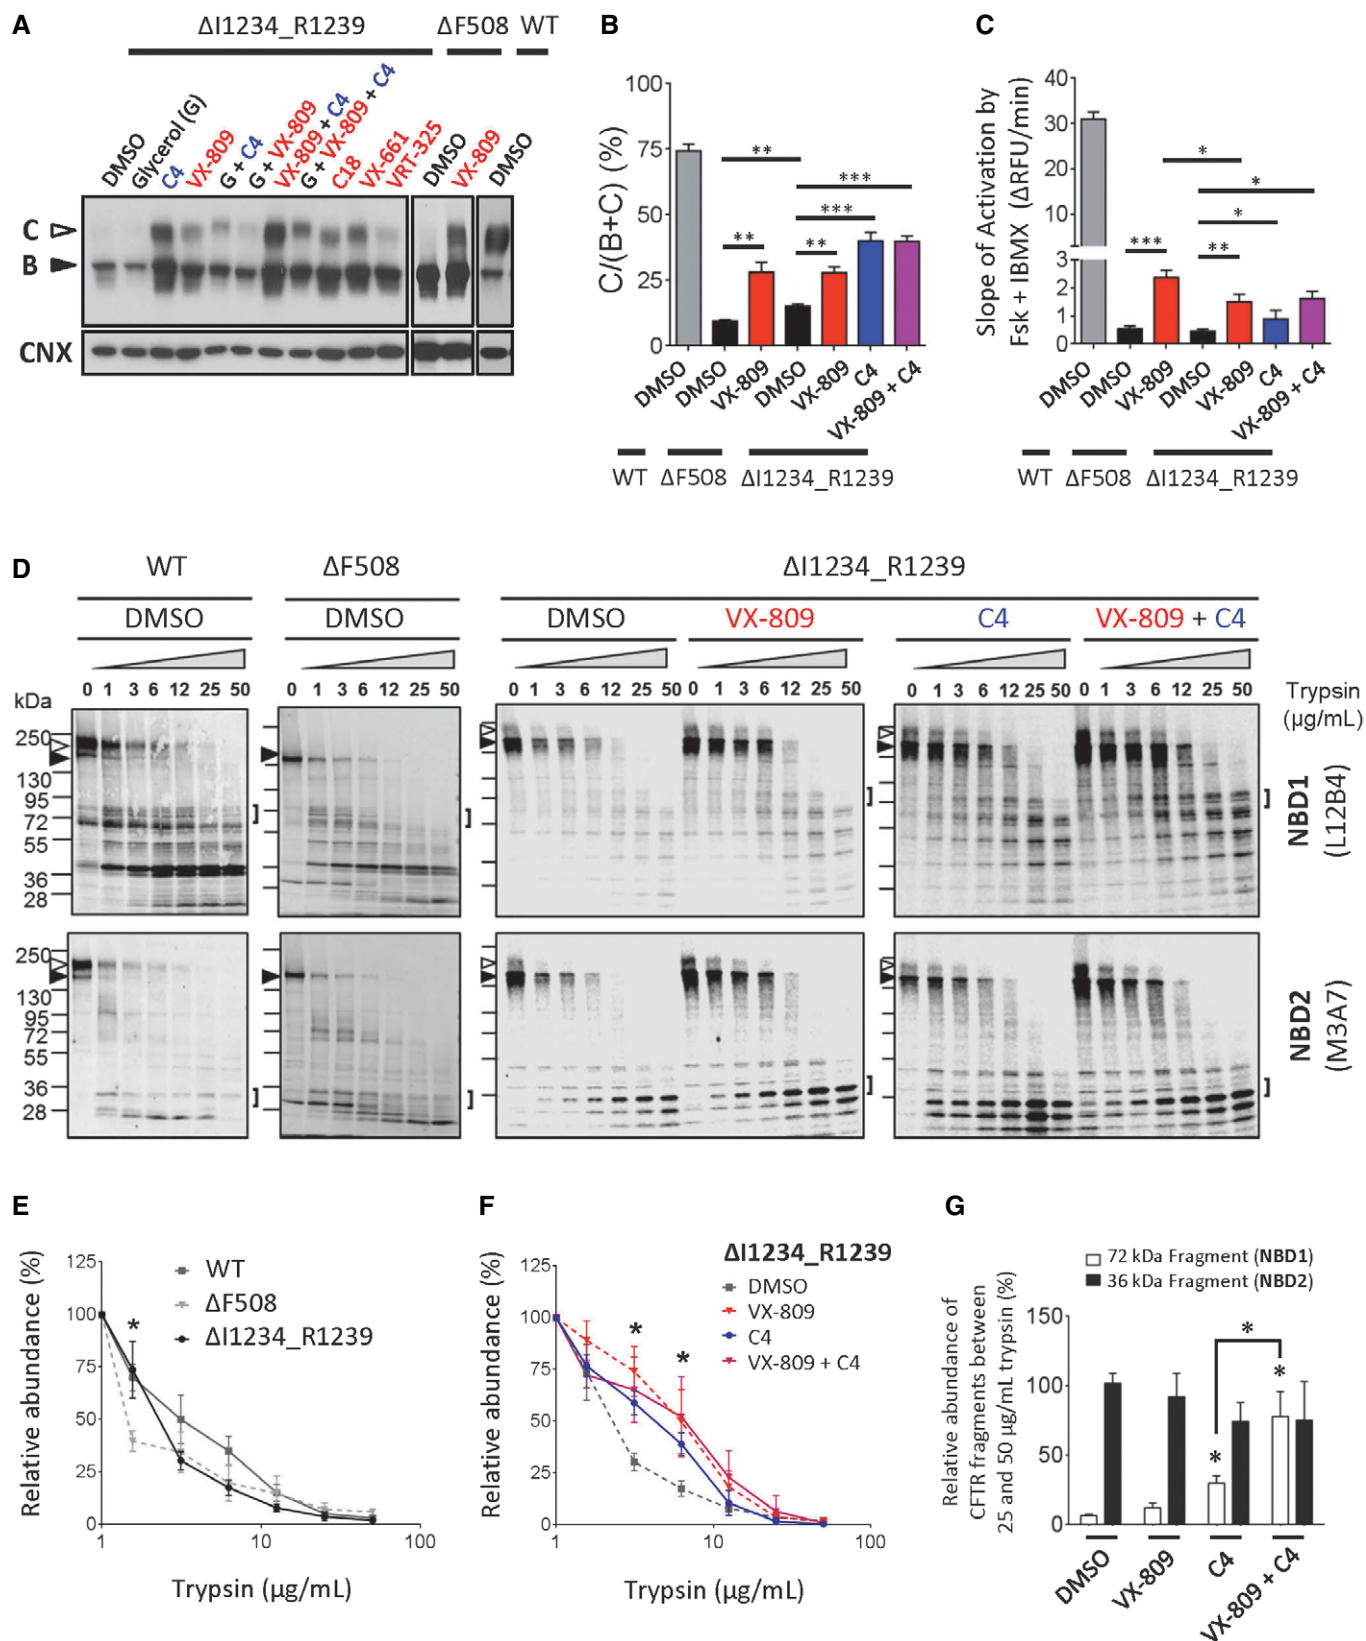 A
ΔI1234_R1239
ΔF508
WT
DMSO
Glycerol (G)
C4
VX-809
G + C4
G + VX-809
VX-809 + C4
G + VX-809 + C4
C18
VX-661
VRT-325
DMSO
VX-809
DMSO
C
B
CNX
B
C/(B+C) (%)
100
75
50
25
0
**
**
**
***
***
DMSO
DMSO
VX-809
DMSO
VX-809
C4
VX-809 + C4
WT
ΔF508
ΔI1234_R1239
C
Slope of Activation by
Fsk + IBMX (ΔRFU/min)
40
30
20
10
3
2
1
0
***
*
**
*
*
DMSO
DMSO
VX-809
DMSO
VX-809
C4
VX-809 + C4
WT
ΔF508
ΔI1234_R1239
D
WT
ΔF508
ΔI1234_R1239
DMSO
DMSO
DMSO
VX-809
C4
VX-809 + C4
0 1 3 6 12 25 50
0 1 3 6 12 25 50
0 1 3 6 12 25 50
0 1 3 6 12 25 50
0 1 3 6 12 25 50
0 1 3 6 12 25 50
Trypsin
(µg/mL)
kDa
250
130
95
72
55
36
28
NBD1
(L12B4)
250
130
95
72
55
36
28
NBD2
(M3A7)
E
Relative abundance (%)
125
100
75
50
25
0
*
WT
ΔF508
ΔI1234_R1239
1
10
100
Trypsin (µg/mL)
F
Relative abundance (%)
125
100
75
50
25
0
*
*
ΔI1234_R1239
DMSO
VX-809
C4
VX-809 + C4
1
10
100
Trypsin (µg/mL)
G
72 kDa Fragment (NBD1)
36 kDa Fragment (NBD2)
Relative abundance of
CFTR fragments between
25 and 50 µg/mL trypsin (%)
150
100
50
0
*
*
*
DMSO
VX-809
C4
VX-809 + C4